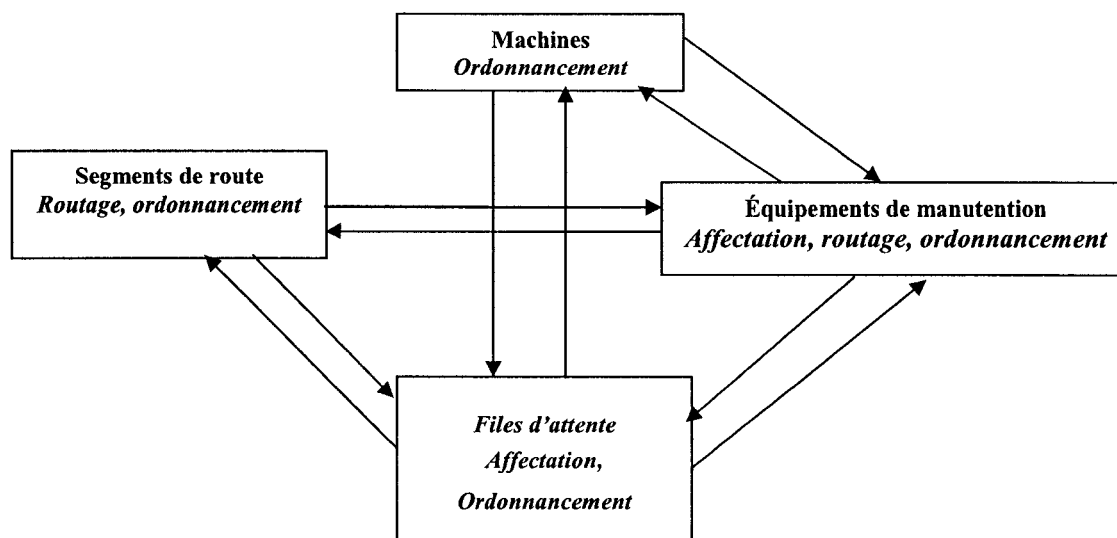 Machines
Ordonnancement
Segments de route
Routage, ordonnancement
Équipements de manutention
Affectation, routage, ordonnancement
Files d'attente
Affectation,
Ordonnancement